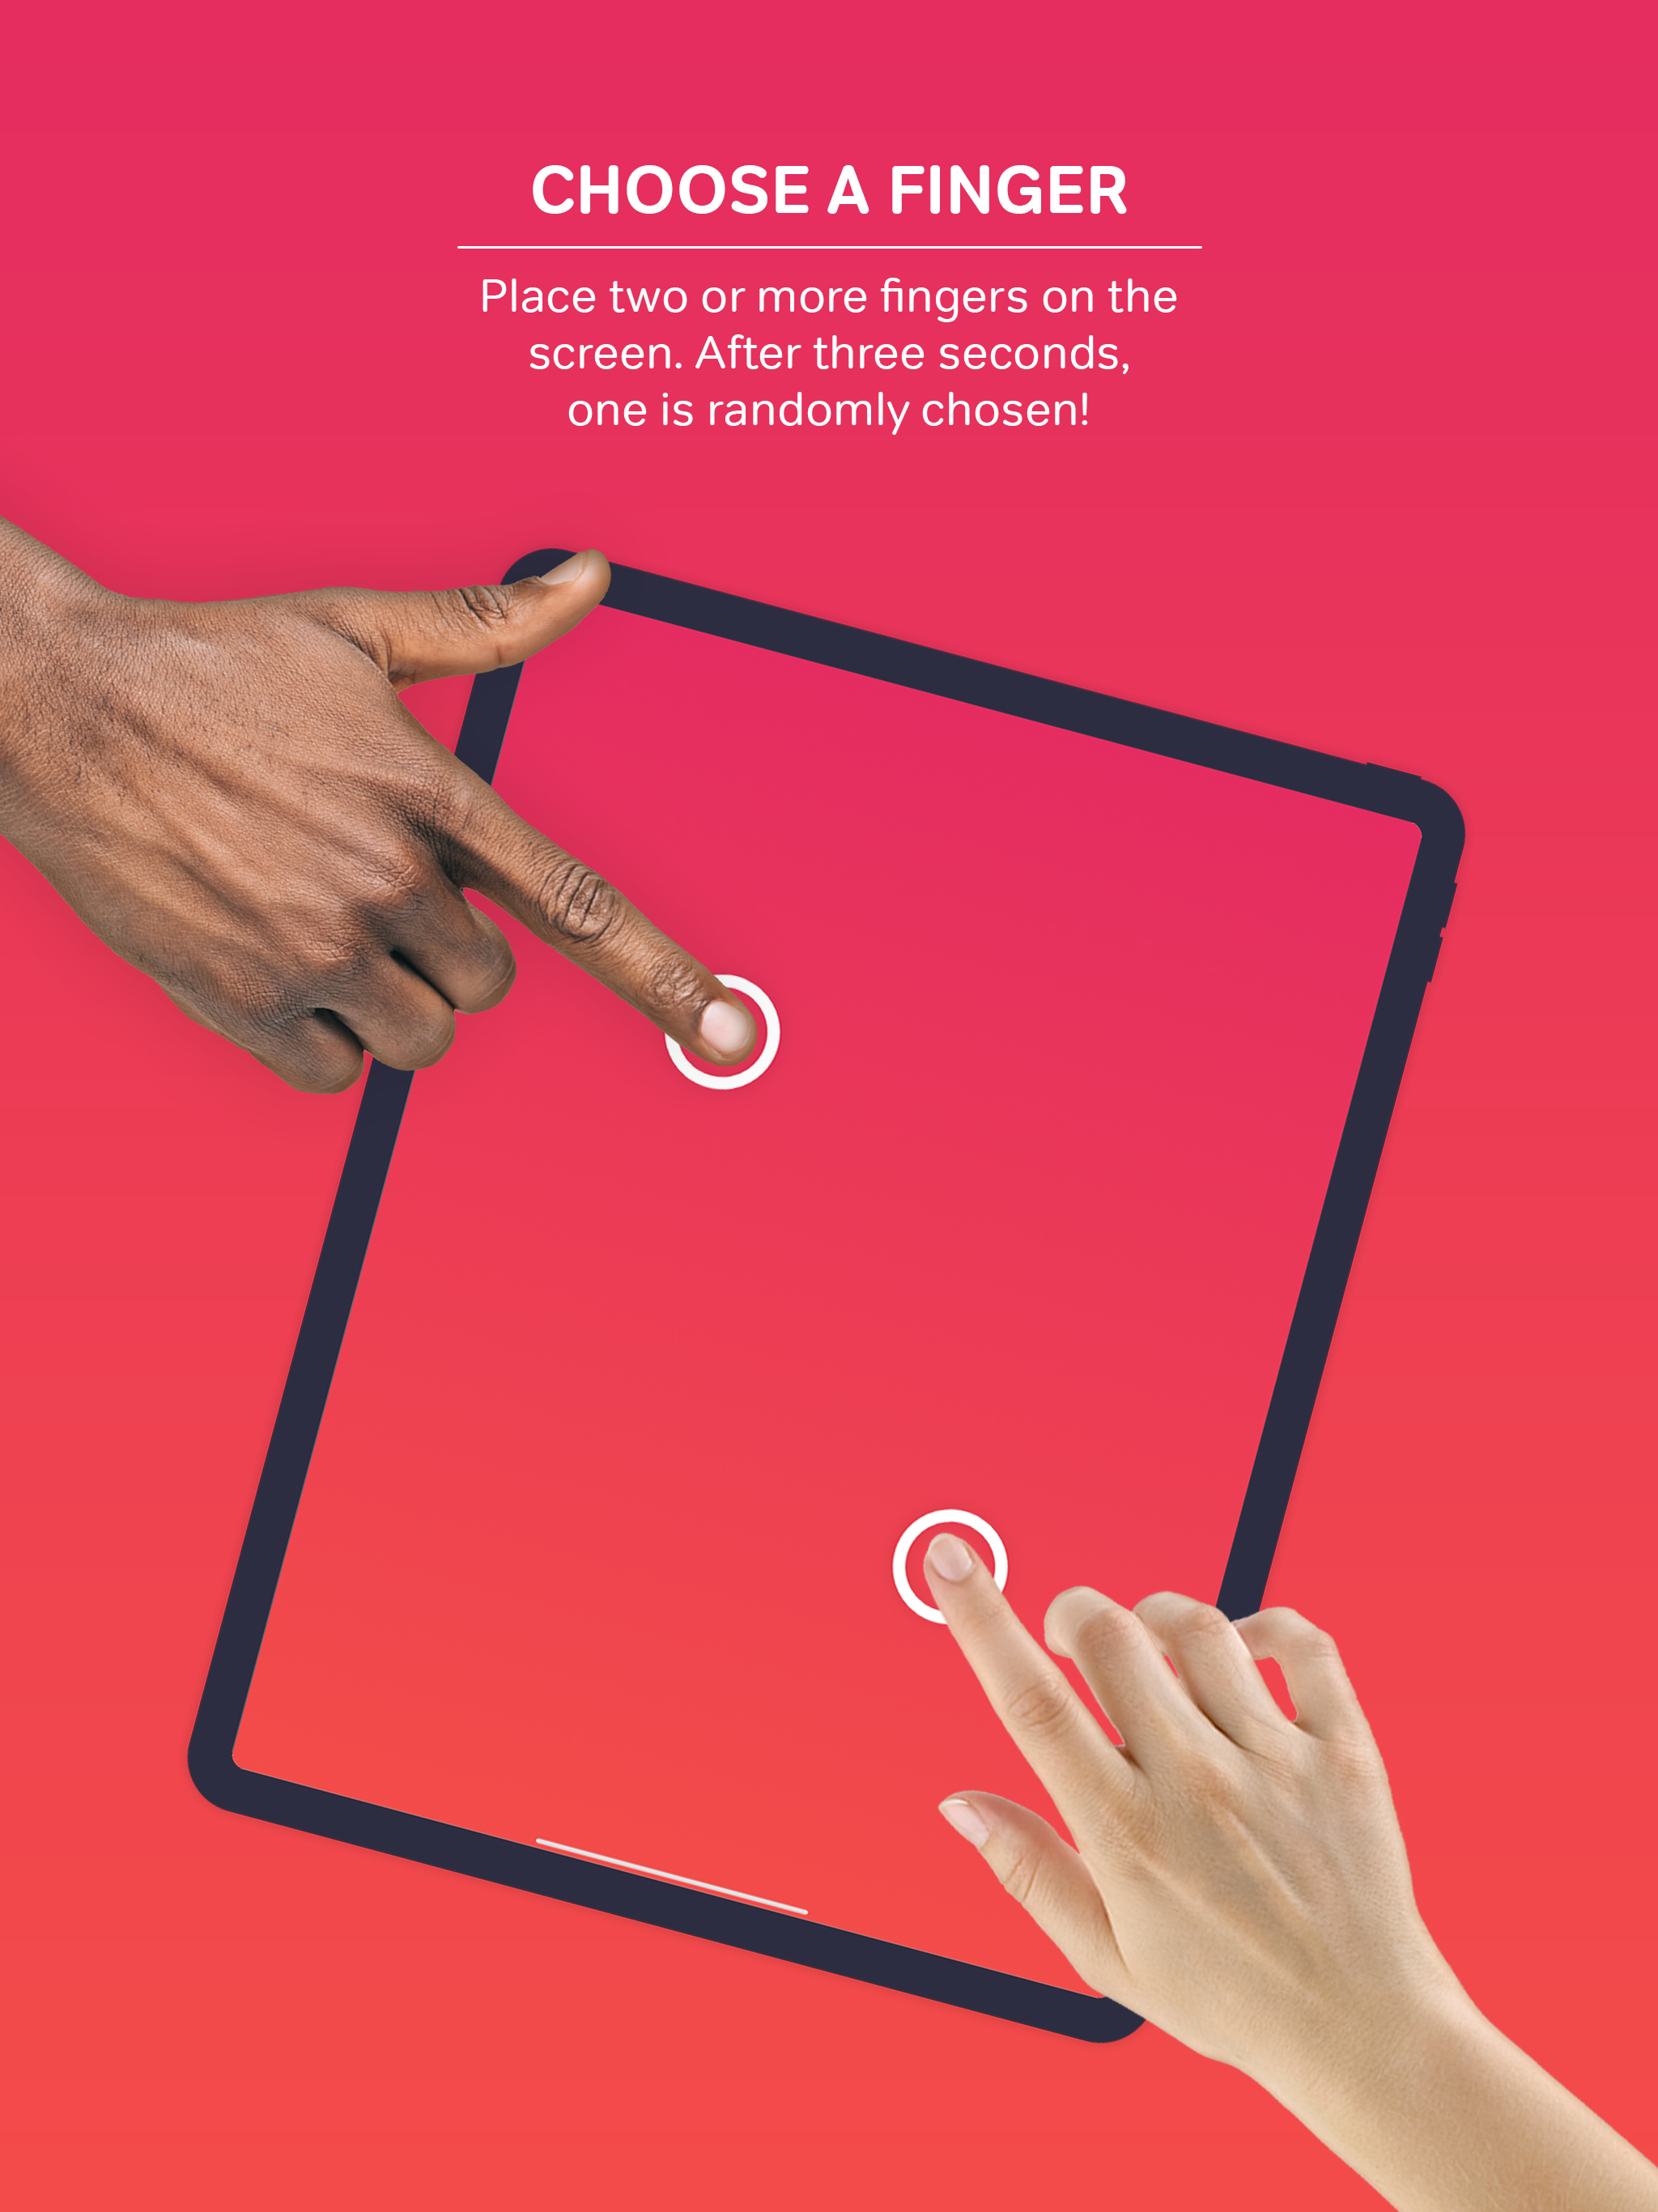 CHOOSE A FINGER
Place two or more fingers on the
screen. After three seconds,
one is randomly chosen!